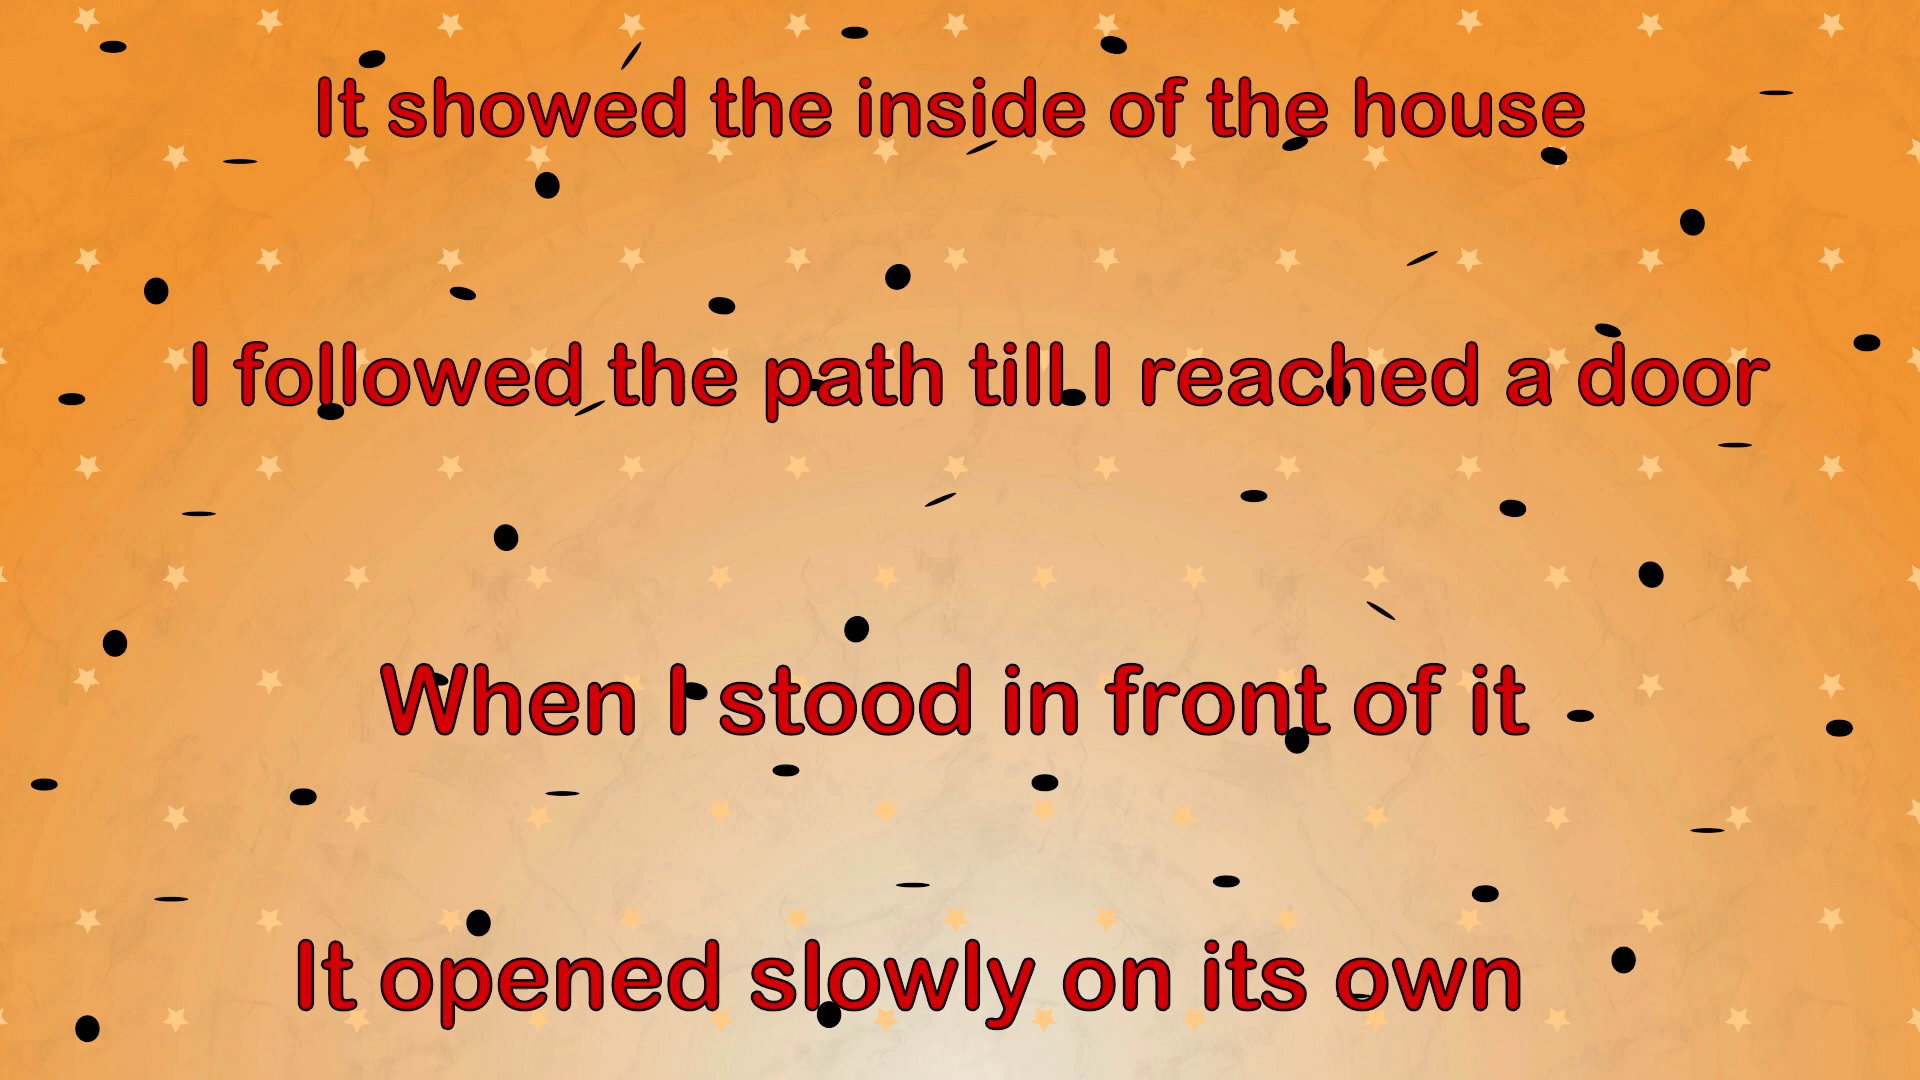 It showed the inside of the house
I followed the path till I reached a door
When I stood in front of it
It opened slowly on its own